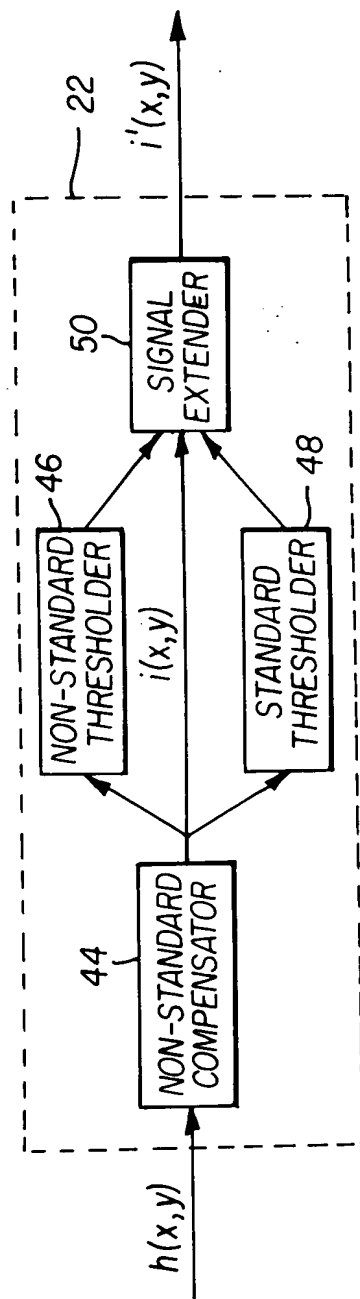 h(x,y)
44
NON-STANDARD
COMPENSATOR
46
NON-STANDARD
THRESHOLDER
i(x,y)
STANDARD
THRESHOLDER
48
50
SIGNAL
EXTENDER
22
i'(x,y)